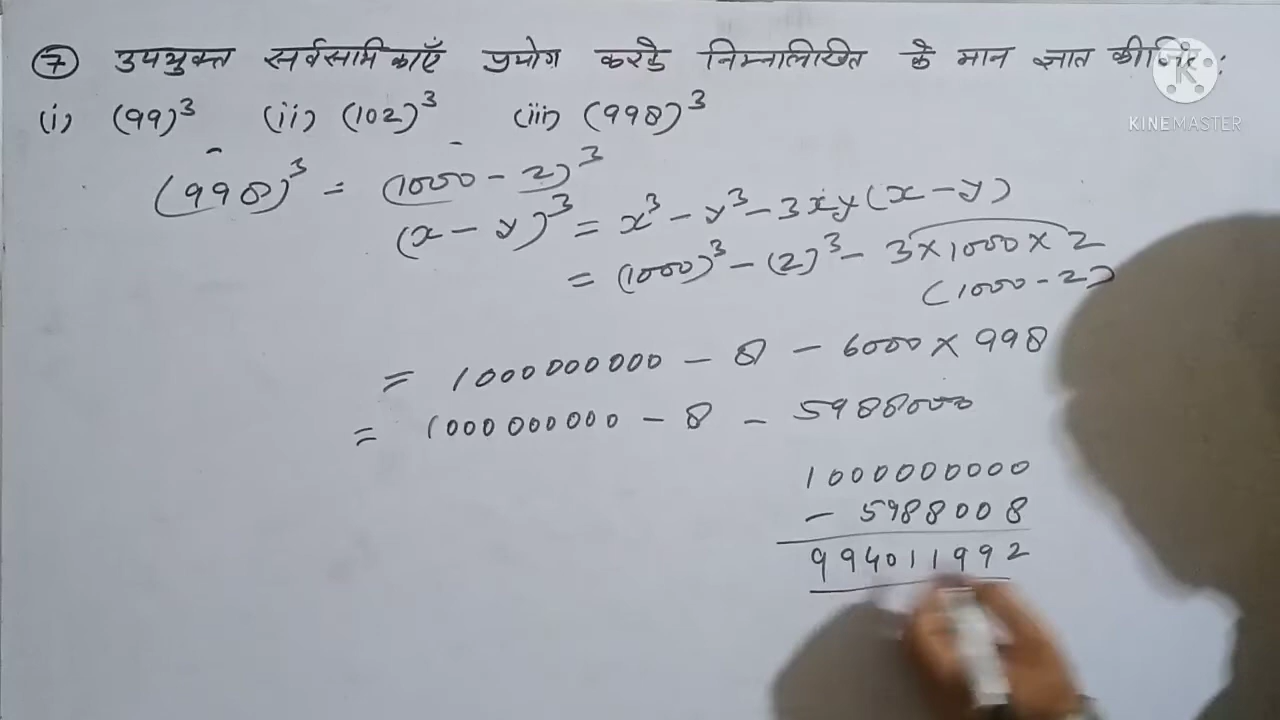 ⑦ उपयुक्त सर्वसामिकाएँ प्रयोग करके निम्नलिखित के मान ज्ञात कीजिए :
(i) (99)³ (ii) (102)³ (iii) (998)³
(998)³ = (1000 - 2)³
(x - y)³ = x³ - y³ - 3xy(x - y)
= (1000)³ - (2)³ - 3×1000×2
(1000 - 2)
= 1000000000 - 8 - 6000 × 998
= 1000000000 - 8 - 5988000
1000000000
- 5988008
994011992
KINEMASTER